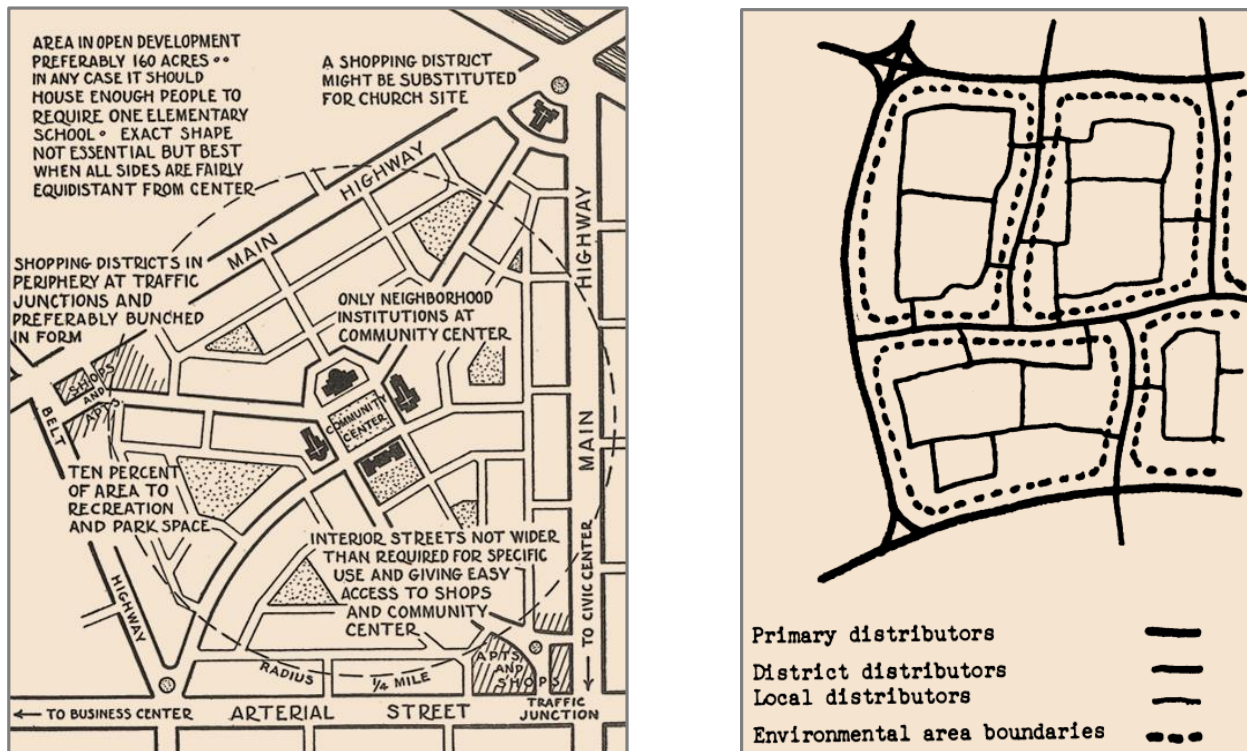 AREA IN OPEN DEVELOPMENT
PREFERABLY 160 ACRES ••
IN ANY CASE IT SHOULD
HOUSE ENOUGH PEOPLE TO
REQUIRE ONE ELEMENTARY
SCHOOL • EXACT SHAPE
NOT ESSENTIAL BUT BEST
WHEN ALL SIDES ARE FAIRLY
EQUIDISTANT FROM CENTER
A SHOPPING DISTRICT
MIGHT BE SUBSTITUTED
FOR CHURCH SITE
MAIN HIGHWAY
SHOPPING DISTRICTS IN
PERIPHERY AT TRAFFIC
JUNCTIONS AND
PREFERABLY BUNCHED
IN FORM
ONLY NEIGHBORHOOD
INSTITUTIONS AT
COMMUNITY CENTER
MAIN HIGHWAY
SHOPS
AND
APTS.
BELT
HIGHWAY
COMMUNITY
CENTER
TEN PERCENT
OF AREA TO
RECREATION
AND PARK SPACE
INTERIOR STREETS NOT WIDER
THAN REQUIRED FOR SPECIFIC
USE AND GIVING EASY
ACCESS TO SHOPS
AND COMMUNITY
CENTER
TO CIVIC CENTER
RADIUS 1/4 MILE
APTS.
AND
SHOPS
TRAFFIC
JUNCTION
← TO BUSINESS CENTER
ARTERIAL STREET
Primary distributors
District distributors
Local distributors
Environmental area boundaries